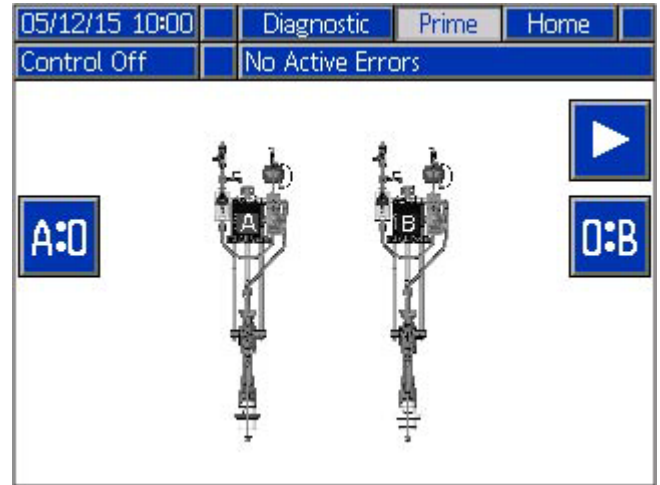 05/12/15 10:00 Diagnostic Prime Home
Control Off No Active Errors
A B
A:0 0:B